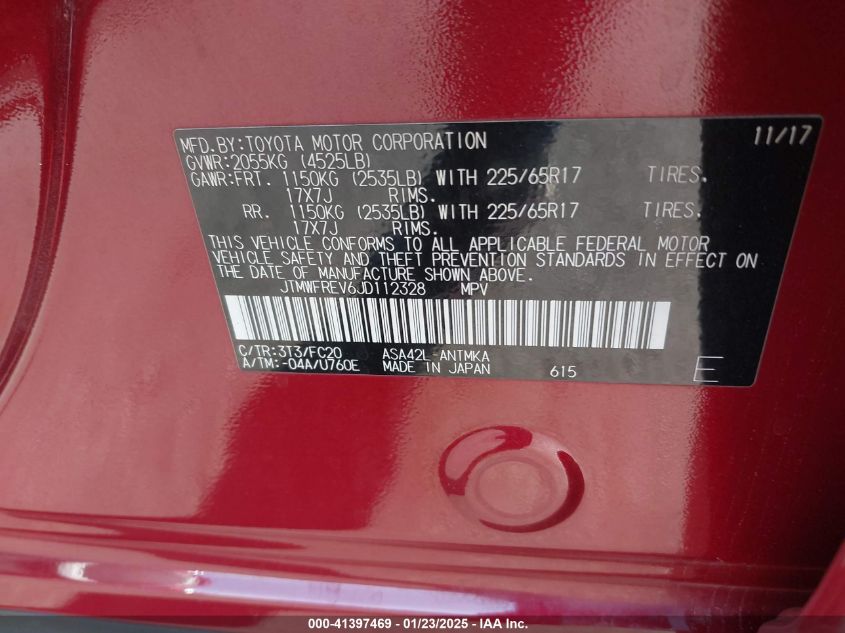 MFD.BY:TOYOTA MOTOR CORPORATION 11/17
GVWR:2055KG (4525LB)
GAWR:FRT. 1150KG (2535LB) WITH 225/65R17 TIRES.
17X7J RIMS.
RR. 1150KG (2535LB) WITH 225/65R17 TIRES.
17X7J RIMS.
THIS VEHICLE CONFORMS TO ALL APPLICABLE FEDERAL MOTOR
VEHICLE SAFETY AND THEFT PREVENTION STANDARDS IN EFFECT ON
THE DATE OF MANUFACTURE SHOWN ABOVE.
JTMWFREV6JD112328 MPV
C/TR:3T3/FC20 ASA42L-ANTMKA
A/TM:-04A/U760E MADE IN JAPAN 615 E
000-41397469 - 01/23/2025 - IAA Inc.